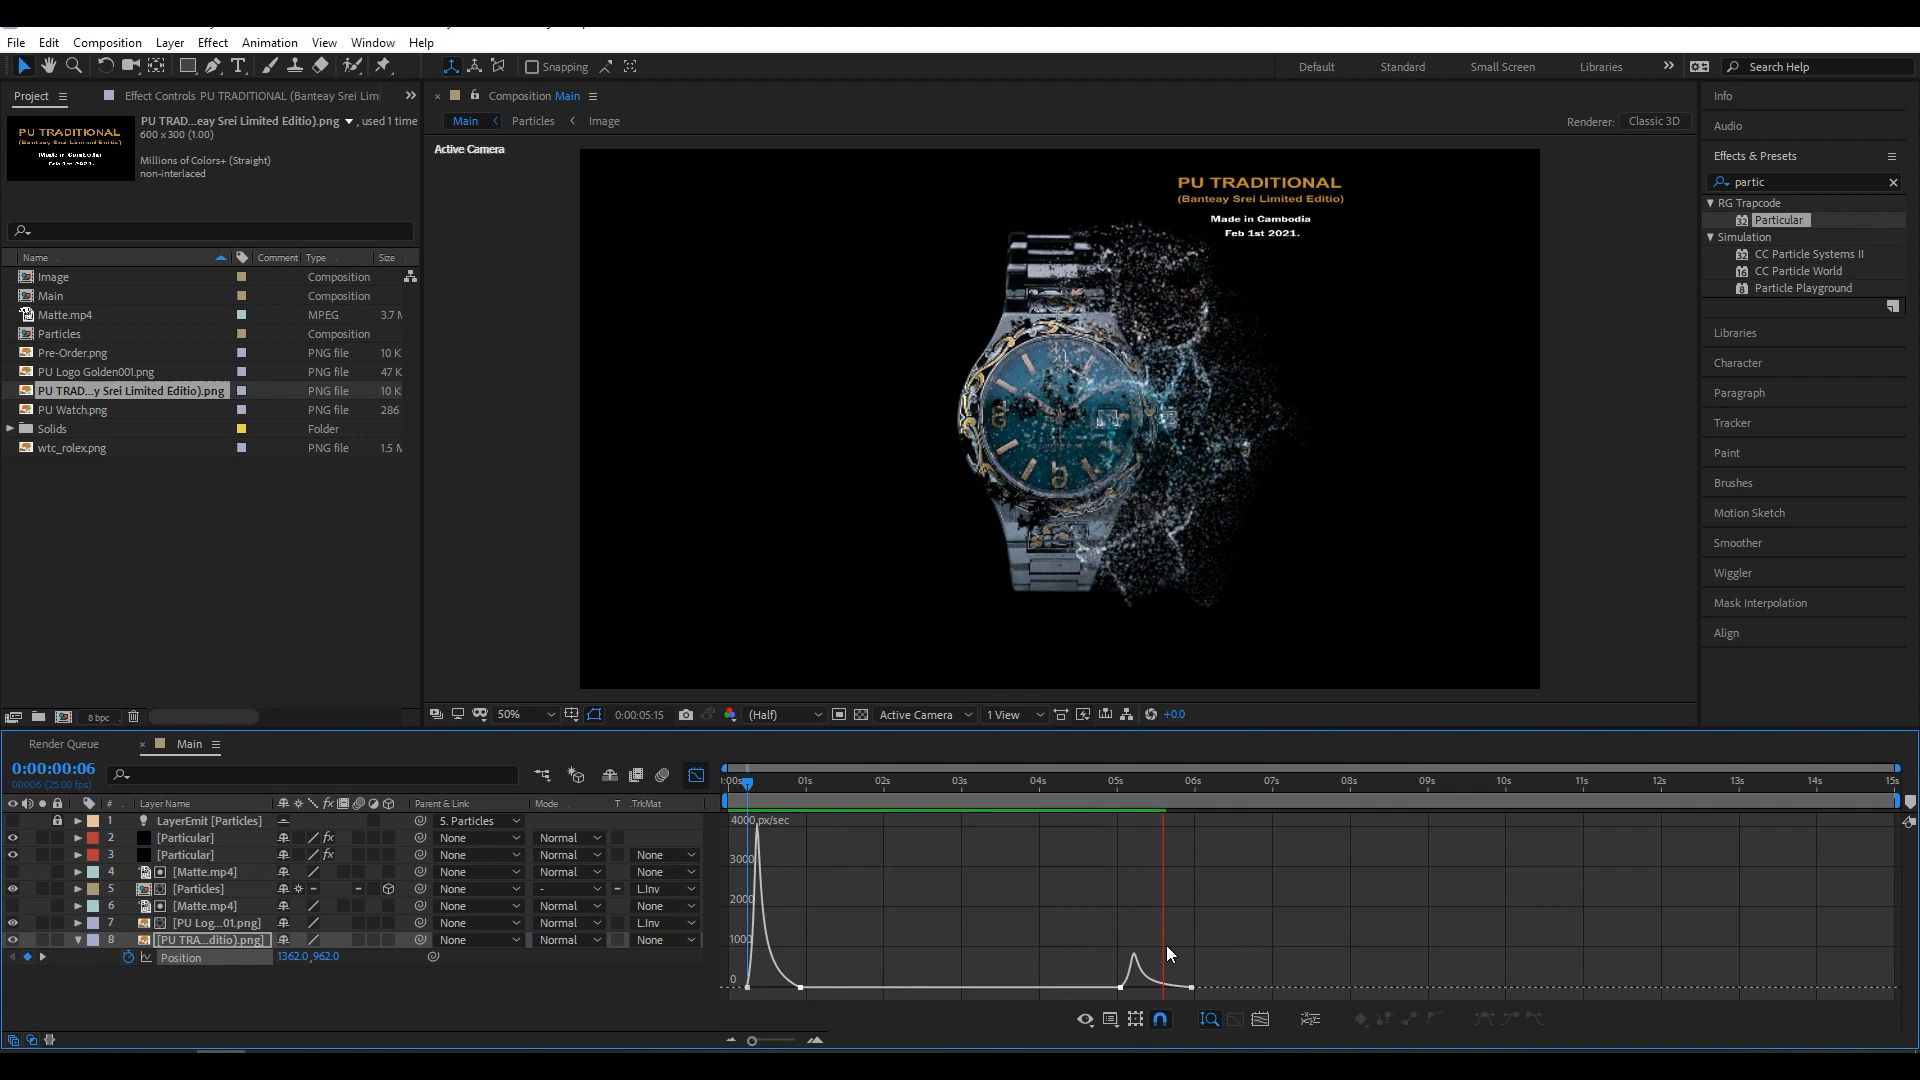 File Edit Composition Layer Effect Animation View Window Help
Snapping
Default Standard Small Screen Libraries
Search Help
Project
Effect Controls PU TRADITIONAL (Banteay Srei Limi
Composition Main
PU TRAD...eay Srei Limited Editio).png , used 1 time
600 x 300 (1.00)
Millions of Colors+ (Straight)
non-interlaced
Main Particles Image
Renderer: Classic 3D
Active Camera
PU TRADITIONAL
(Banteay Srei Limited Editio)
Made in Cambodia
Feb 1st 2021.
Name Comment Type Size
Image Composition
Main Composition
Matte.mp4 MPEG 3.7 M
Particles Composition
Pre-Order.png PNG file 10 K
PU Logo Golden001.png PNG file 47 K
PU TRAD...y Srei Limited Editio).png PNG file 10 K
PU Watch.png PNG file 286
Solids Folder
wtc_rolex.png PNG file 1.5 M
Info
Audio
Effects & Presets
partic
RG Trapcode
Particular
Simulation
CC Particle Systems II
CC Particle World
Particle Playground
Libraries
Character
Paragraph
Tracker
Paint
Brushes
Motion Sketch
Smoother
Wiggler
Mask Interpolation
Align
8 bpc
50% 0:00:05:15 (Half) Active Camera 1 View +0.0
Render Queue Main
0:00:00:06
00006 (25.00 fps)
# Layer Name Parent & Link Mode T .TrkMat
1 LayerEmit [Particles] 5. Particles
2 [Particular] None Normal
3 [Particular] None Normal None
4 [Matte.mp4] None Normal None
5 [Particles] None - L.Inv
6 [Matte.mp4] None Normal None
7 [PU Log...01.png] None Normal L.Inv
8 [PU TRA...ditio).png] None Normal None
Position 1362.0,962.0
:00s 01s 02s 03s 04s 05s 06s 07s 08s 09s 10s 11s 12s 13s 14s 15s
4000 px/sec
3000
2000
1000
0